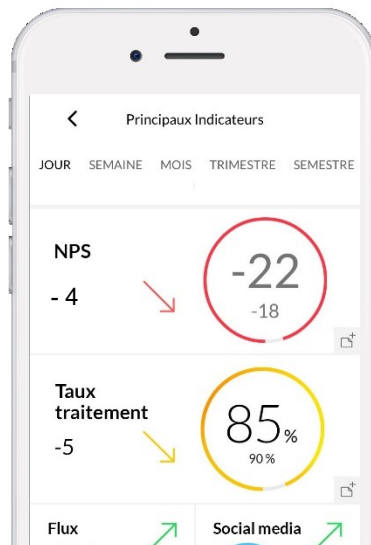 Principaux Indicateurs
JOUR SEMAINE MOIS TRIMESTRE SEMESTRE
NPS
- 4
-22
-18
Taux
traitement
-5
85%
90 %
Flux
Social media